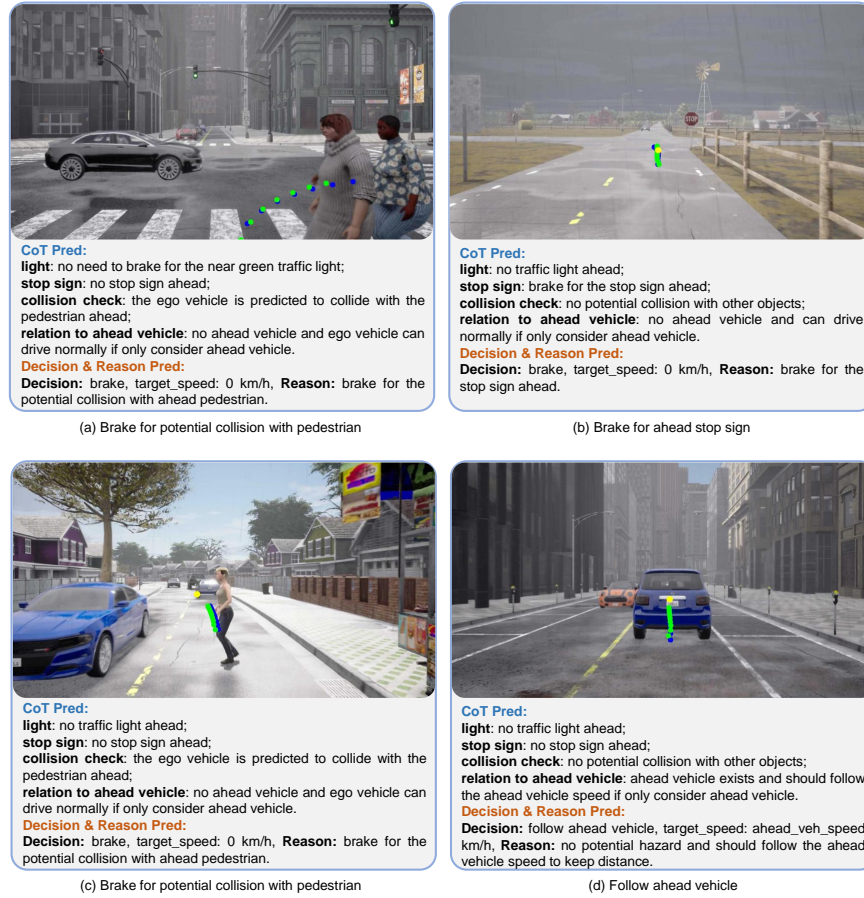 STOP
CoT Pred:
light: no need to brake for the near green traffic light;
stop sign: no stop sign ahead;
collision check: the ego vehicle is predicted to collide with the
pedestrian ahead;
relation to ahead vehicle: no ahead vehicle and ego vehicle can
drive normally if only consider ahead vehicle.
Decision & Reason Pred:
Decision: brake, target_speed: 0 km/h, Reason: brake for the
potential collision with ahead pedestrian.
(a) Brake for potential collision with pedestrian
CoT Pred:
light: no traffic light ahead;
stop sign: brake for the stop sign ahead;
collision check: no potential collision with other objects;
relation to ahead vehicle: no ahead vehicle and can drive
normally if only consider ahead vehicle.
Decision & Reason Pred:
Decision: brake, target_speed: 0 km/h, Reason: brake for the
stop sign ahead.
(b) Brake for ahead stop sign
CoT Pred:
light: no traffic light ahead;
stop sign: no stop sign ahead;
collision check: the ego vehicle is predicted to collide with the
pedestrian ahead;
relation to ahead vehicle: no ahead vehicle and ego vehicle can
drive normally if only consider ahead vehicle.
Decision & Reason Pred:
Decision: brake, target_speed: 0 km/h, Reason: brake for the
potential collision with ahead pedestrian.
(c) Brake for potential collision with pedestrian
CoT Pred:
light: no traffic light ahead;
stop sign: no stop sign ahead;
collision check: no potential collision with other objects;
relation to ahead vehicle: ahead vehicle exists and should follow
the ahead vehicle speed if only consider ahead vehicle.
Decision & Reason Pred:
Decision: follow ahead vehicle, target_speed: ahead_veh_speed
km/h, Reason: no potential hazard and should follow the ahead
vehicle speed to keep distance.
(d) Follow ahead vehicle